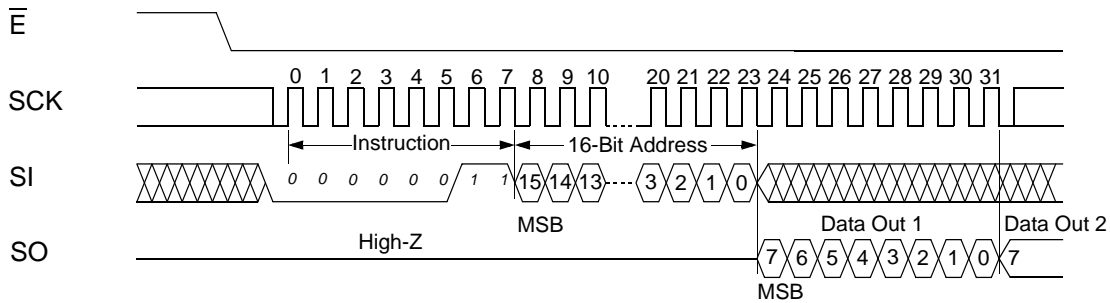 E
0 1 2 3 4 5 6 7 8 9 10 20 21 22 23 24 25 26 27 28 29 30 31
SCK
Instruction 16-Bit Address
SI 0 0 0 0 0 0 1 1 15 14 13 3 2 1 0
MSB Data Out 1 Data Out 2
High-Z
SO 7 6 5 4 3 2 1 0 7
MSB